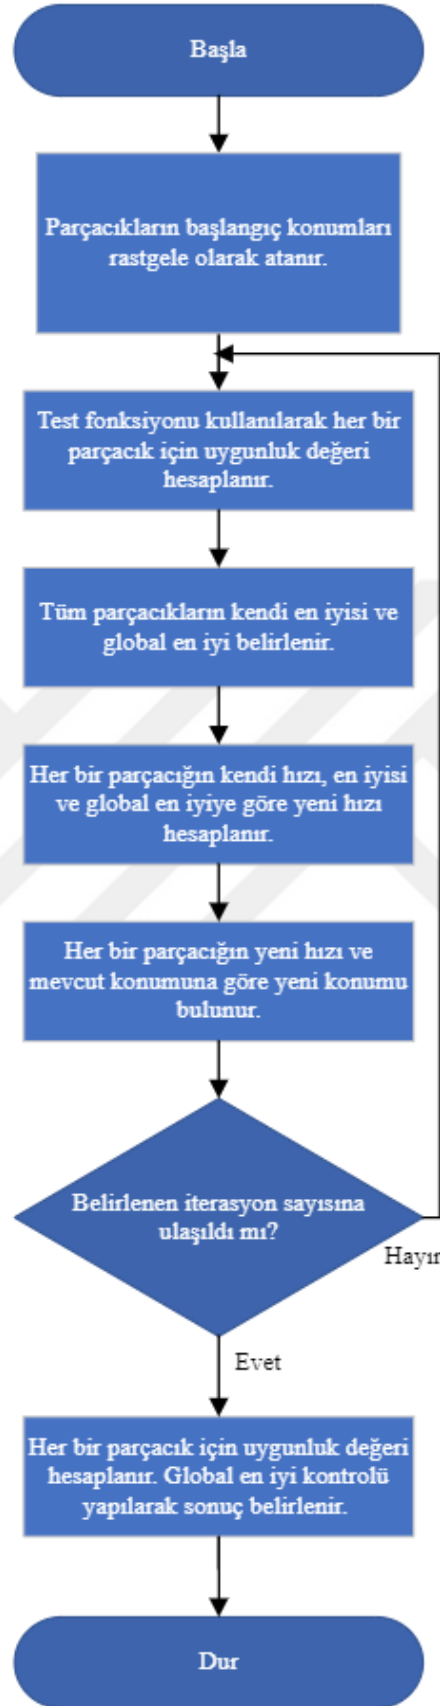 Başla
Parçacıkların başlangıç konumları
rastgele olarak atanır.
Test fonksiyonu kullanılarak her bir
parçacık için uygunluk değeri
hesaplanır.
Tüm parçacıkların kendi en iyisi ve
global en iyi belirlenir.
Her bir parçacığın kendi hızı, en iyisi
ve global en iyiye göre yeni hızı
hesaplanır.
Her bir parçacığın yeni hızı ve
mevcut konumuna göre yeni konumu
bulunur.
Belirlenen iterasyon sayısına
ulaşıldı mı?
Hayır
Evet
Her bir parçacık için uygunluk değeri
hesaplanır. Global en iyi kontrolü
yapılarak sonuç belirlenir.
Dur